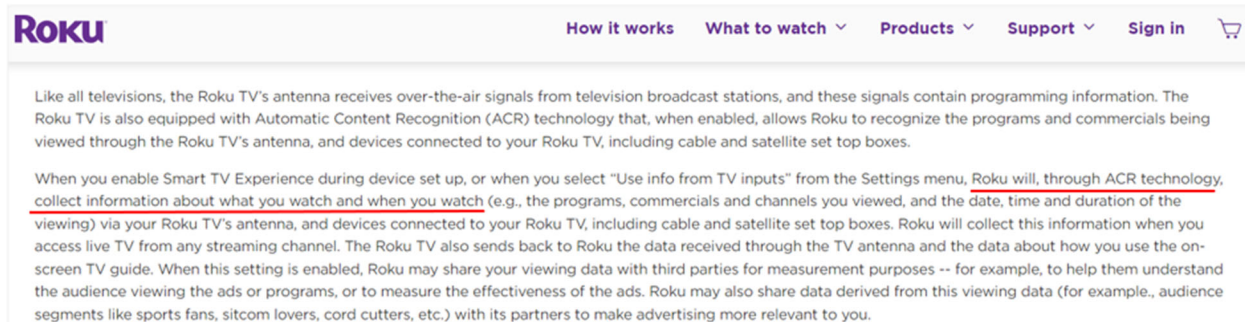 Roku
How it works What to watch Products Support Sign in
Like all televisions, the Roku TV's antenna receives over-the-air signals from television broadcast stations, and these signals contain programming information. The
Roku TV is also equipped with Automatic Content Recognition (ACR) technology that, when enabled, allows Roku to recognize the programs and commercials being
viewed through the Roku TV's antenna, and devices connected to your Roku TV, including cable and satellite set top boxes.
When you enable Smart TV Experience during device set up, or when you select “Use info from TV inputs” from the Settings menu, Roku will, through ACR technology,
collect information about what you watch and when you watch (e.g., the programs, commercials and channels you viewed, and the date, time and duration of the
viewing) via your Roku TV's antenna, and devices connected to your Roku TV, including cable and satellite set top boxes. Roku will collect this information when you
access live TV from any streaming channel. The Roku TV also sends back to Roku the data received through the TV antenna and the data about how you use the on-
screen TV guide. When this setting is enabled, Roku may share your viewing data with third parties for measurement purposes -- for example, to help them understand
the audience viewing the ads or programs, or to measure the effectiveness of the ads. Roku may also share data derived from this viewing data (for example., audience
segments like sports fans, sitcom lovers, cord cutters, etc.) with its partners to make advertising more relevant to you.